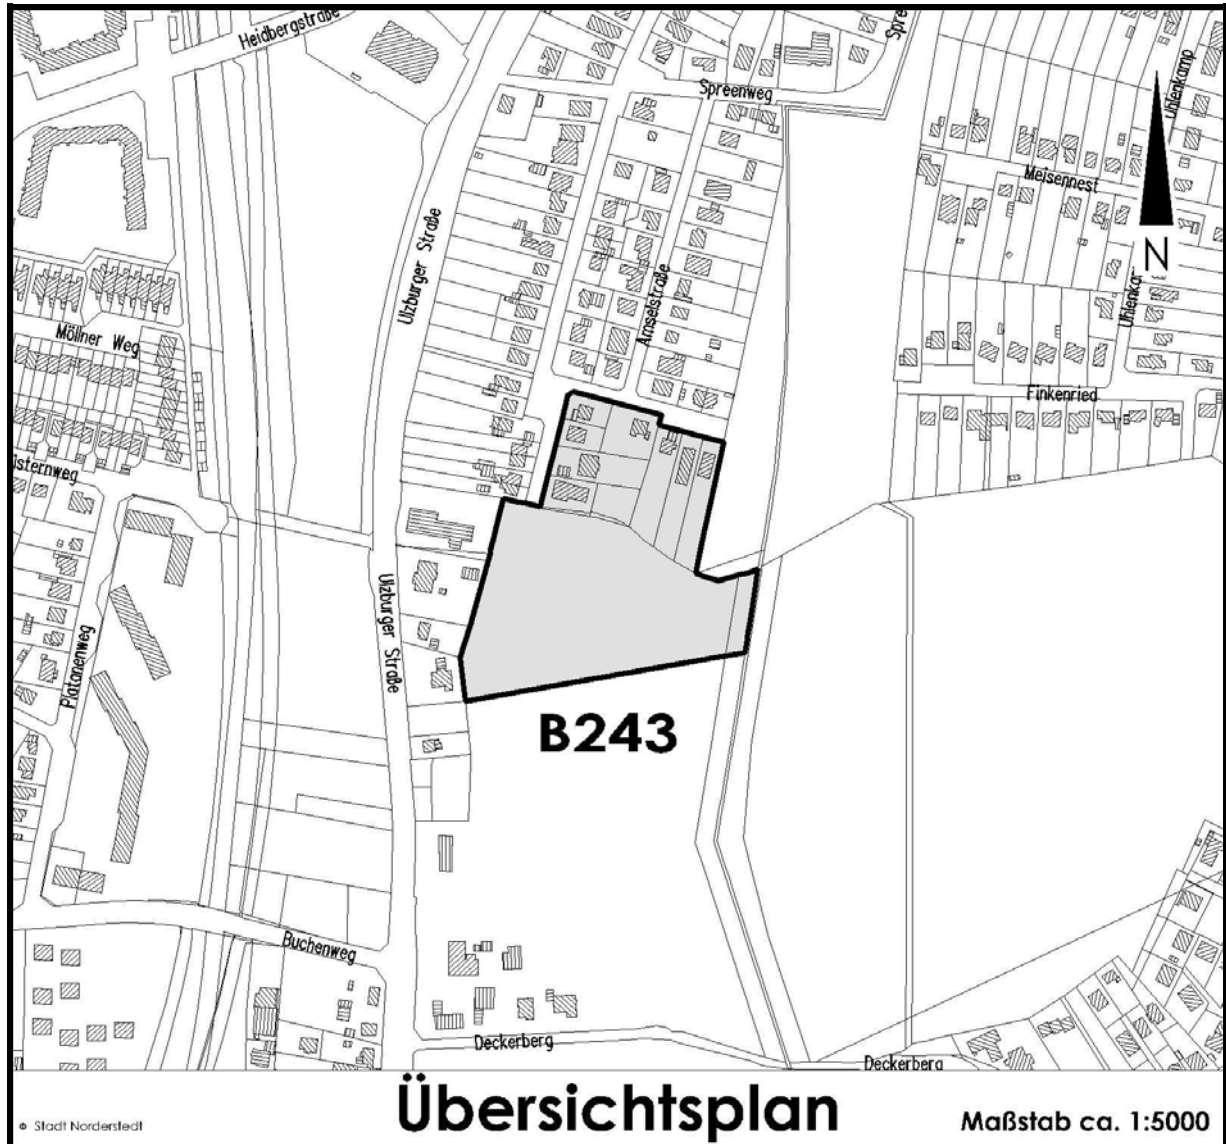 Heidbergstraße
Spreenweg
Uhlenkamp
Meisennest
Ulzburger Straße
Amselstraße
N
Möllner Weg
Finkenried
Ulzburger Straße
Platanenweg
B243
Buchenweg
Deckerberg
Deckerberg
Übersichtsplan
© Stadt Norderstedt
Maßstab ca. 1:5000